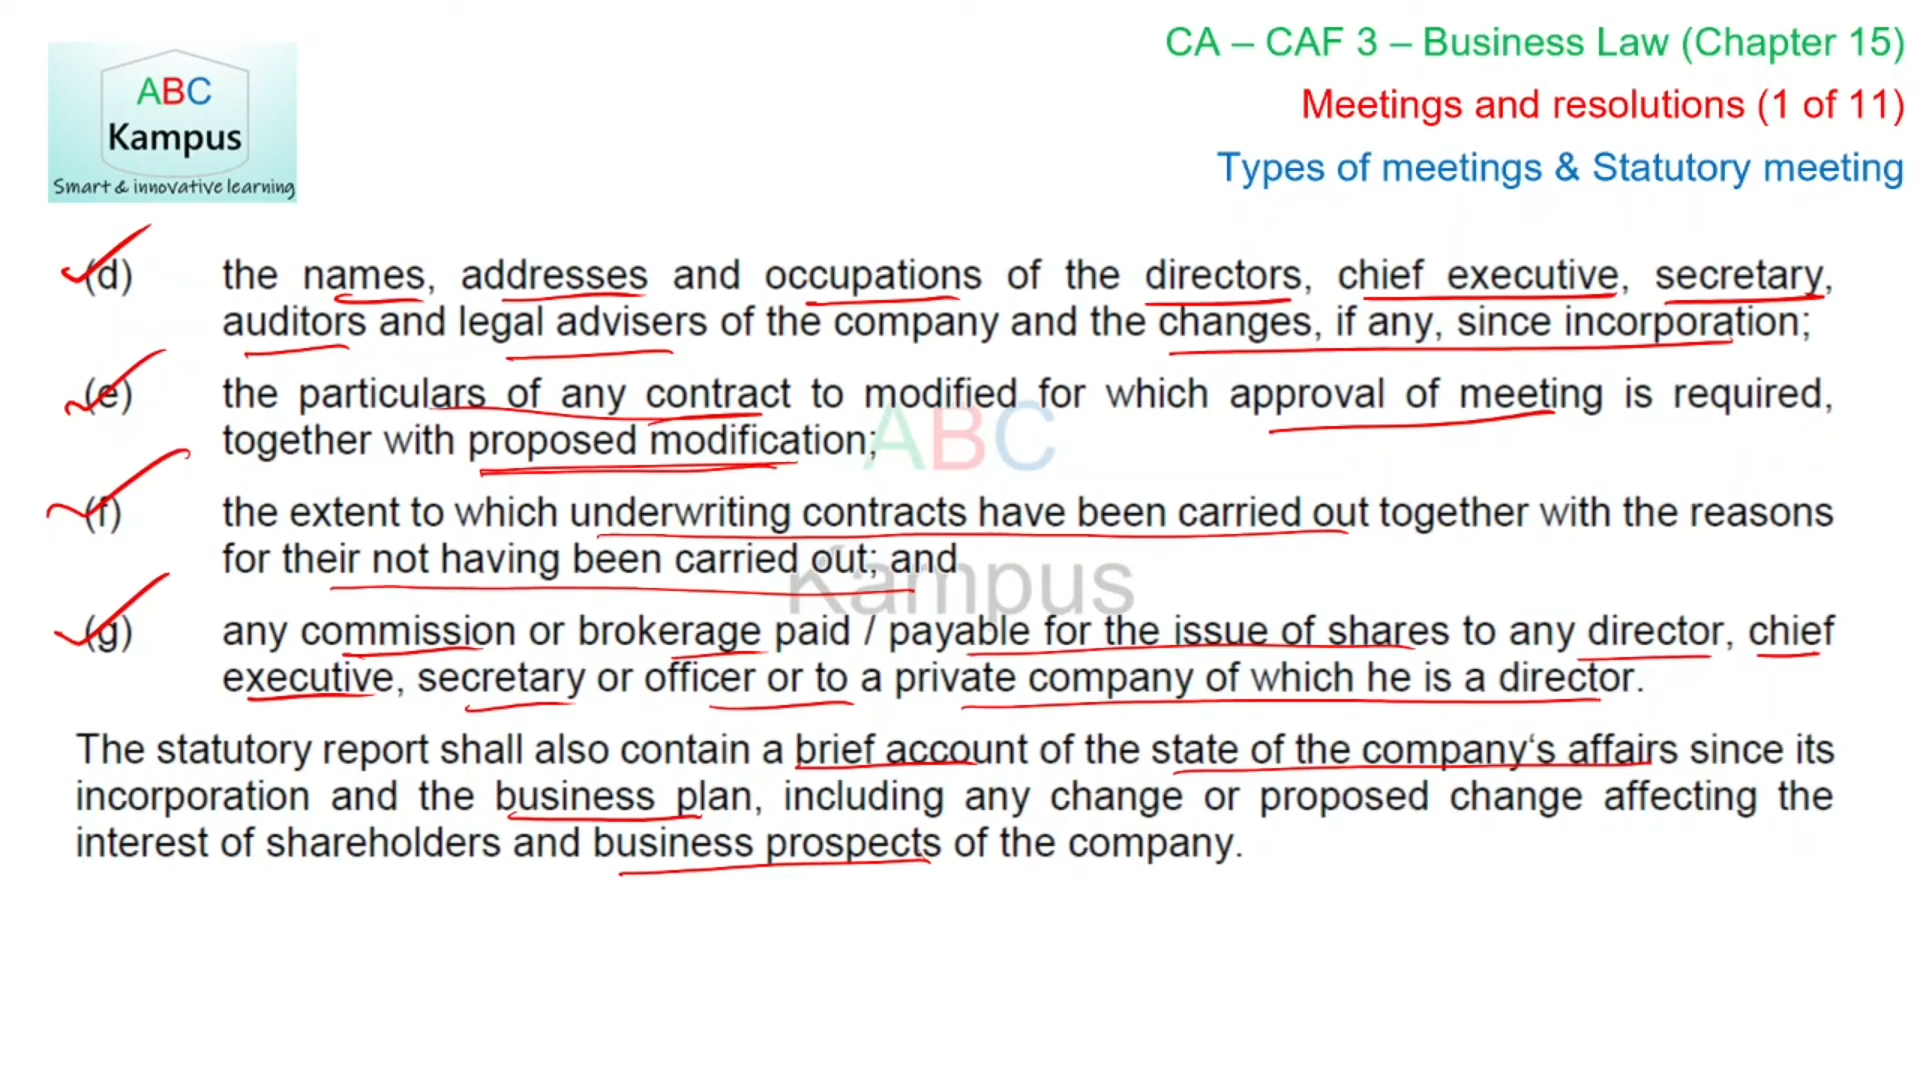 ABC
Kampus
Smart & innovative learning
CA – CAF 3 – Business Law (Chapter 15)
Meetings and resolutions (1 of 11)
Types of meetings & Statutory meeting
(d) the names, addresses and occupations of the directors, chief executive, secretary,
auditors and legal advisers of the company and the changes, if any, since incorporation;
(e) the particulars of any contract to modified for which approval of meeting is required,
together with proposed modification;
(f) the extent to which underwriting contracts have been carried out together with the reasons
for their not having been carried out; and
(g) any commission or brokerage paid / payable for the issue of shares to any director, chief
executive, secretary or officer or to a private company of which he is a director.
The statutory report shall also contain a brief account of the state of the company‘s affairs since its
incorporation and the business plan, including any change or proposed change affecting the
interest of shareholders and business prospects of the company.
ABC
Kampus